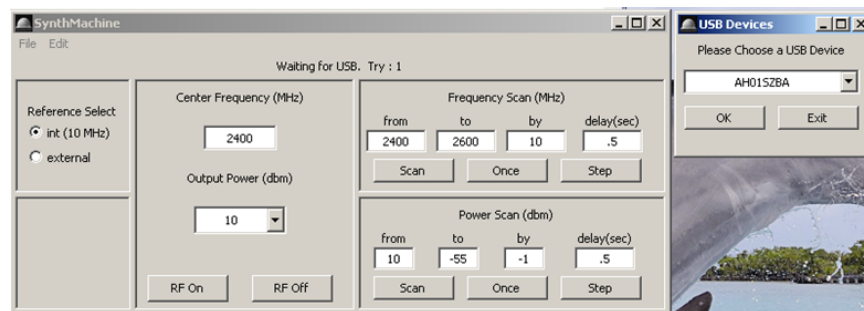 SynthMachine
File Edit
Waiting for USB. Try : 1
Reference Select
int (10 MHz)
external
Center Frequency (MHz)
2400
Output Power (dbm)
10
RF On RF Off
Frequency Scan (MHz)
from to by delay(sec)
2400 2600 10 .5
Scan Once Step
Power Scan (dbm)
from to by delay(sec)
10 -55 -1 .5
Scan Once Step
USB Devices
Please Choose a USB Device
AH01SZBA
OK Exit